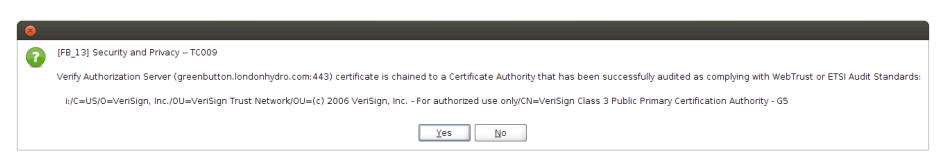 [FB_13] Security and Privacy -- TC009
Verify Authorization Server (greenbutton.londonhydro.com:443) certificate is chained to a Certificate Authority that has been successfully audited as complying with WebTrust or ETSI Audit Standards:
i:/C=US/O=VeriSign, Inc./OU=VeriSign Trust Network/OU=(c) 2006 VeriSign, Inc. - For authorized use only/CN=VeriSign Class 3 Public Primary Certification Authority - G5
Yes No